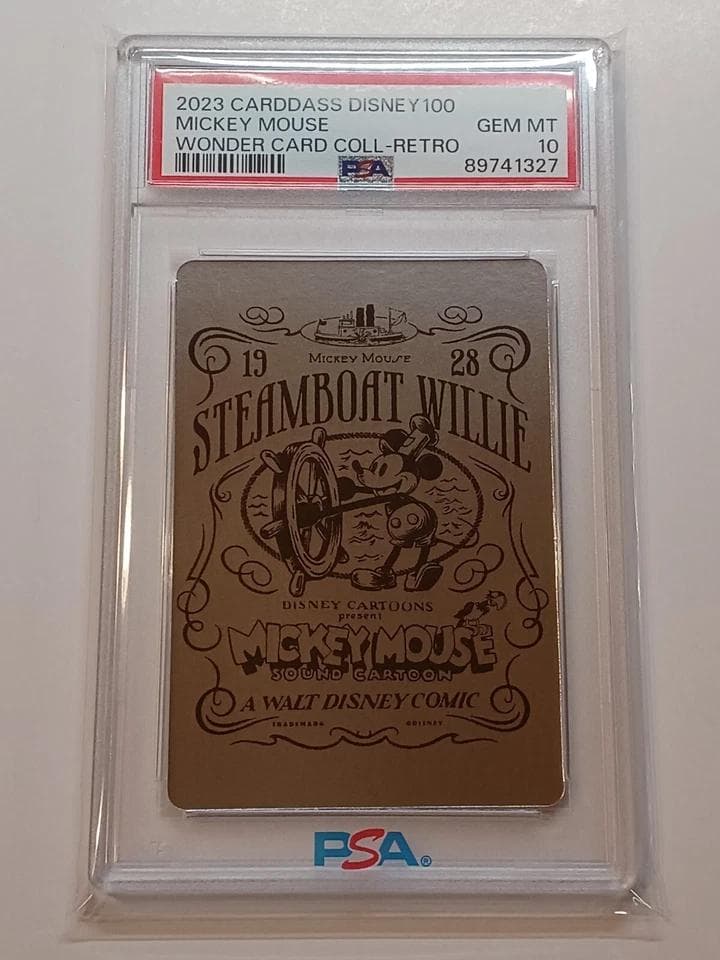 2023 CARDDASS DISNEY100
MICKEY MOUSE GEM MT
WONDER CARD COLL-RETRO 10
PSA 89741327
19 MICKEY MOUSE 28
STEAMBOAT WILLIE
DISNEY CARTOONS
present
MICKEY MOUSE
SOUND CARTOON
A WALT DISNEY COMIC
TRADEMARK ©DISNEY
PSA®